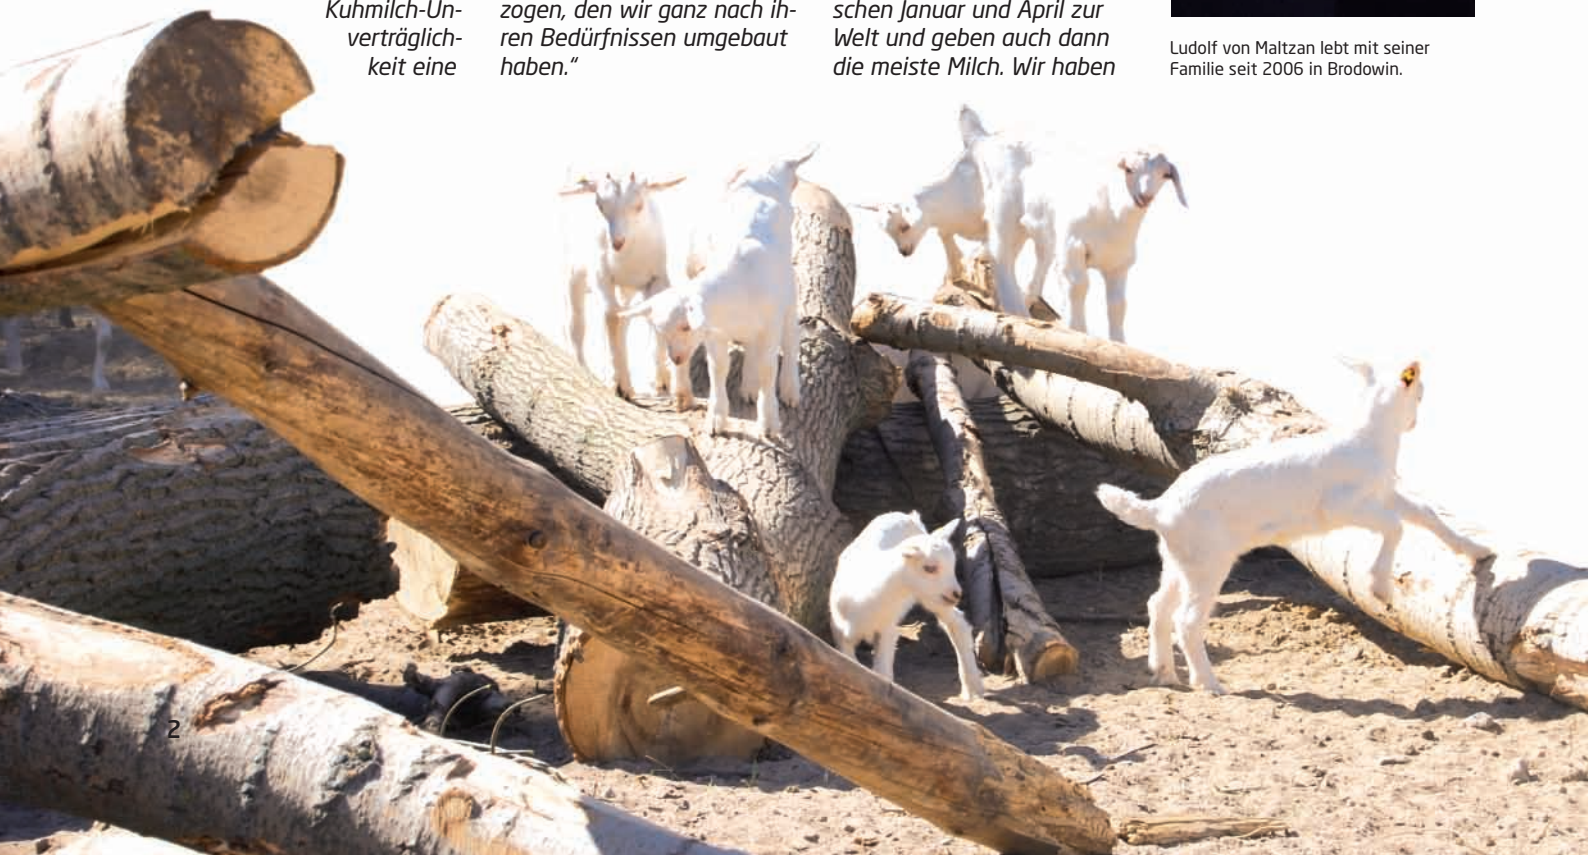 Kuhmilch-Un-
verträglich-
keit eine
zogen, den wir ganz nach ih-
ren Bedürfnissen umgebaut
haben.“
schen Januar und April zur
Welt und geben auch dann
die meiste Milch. Wir haben
Ludolf von Maltzan lebt mit seiner
Familie seit 2006 in Brodowin.
2